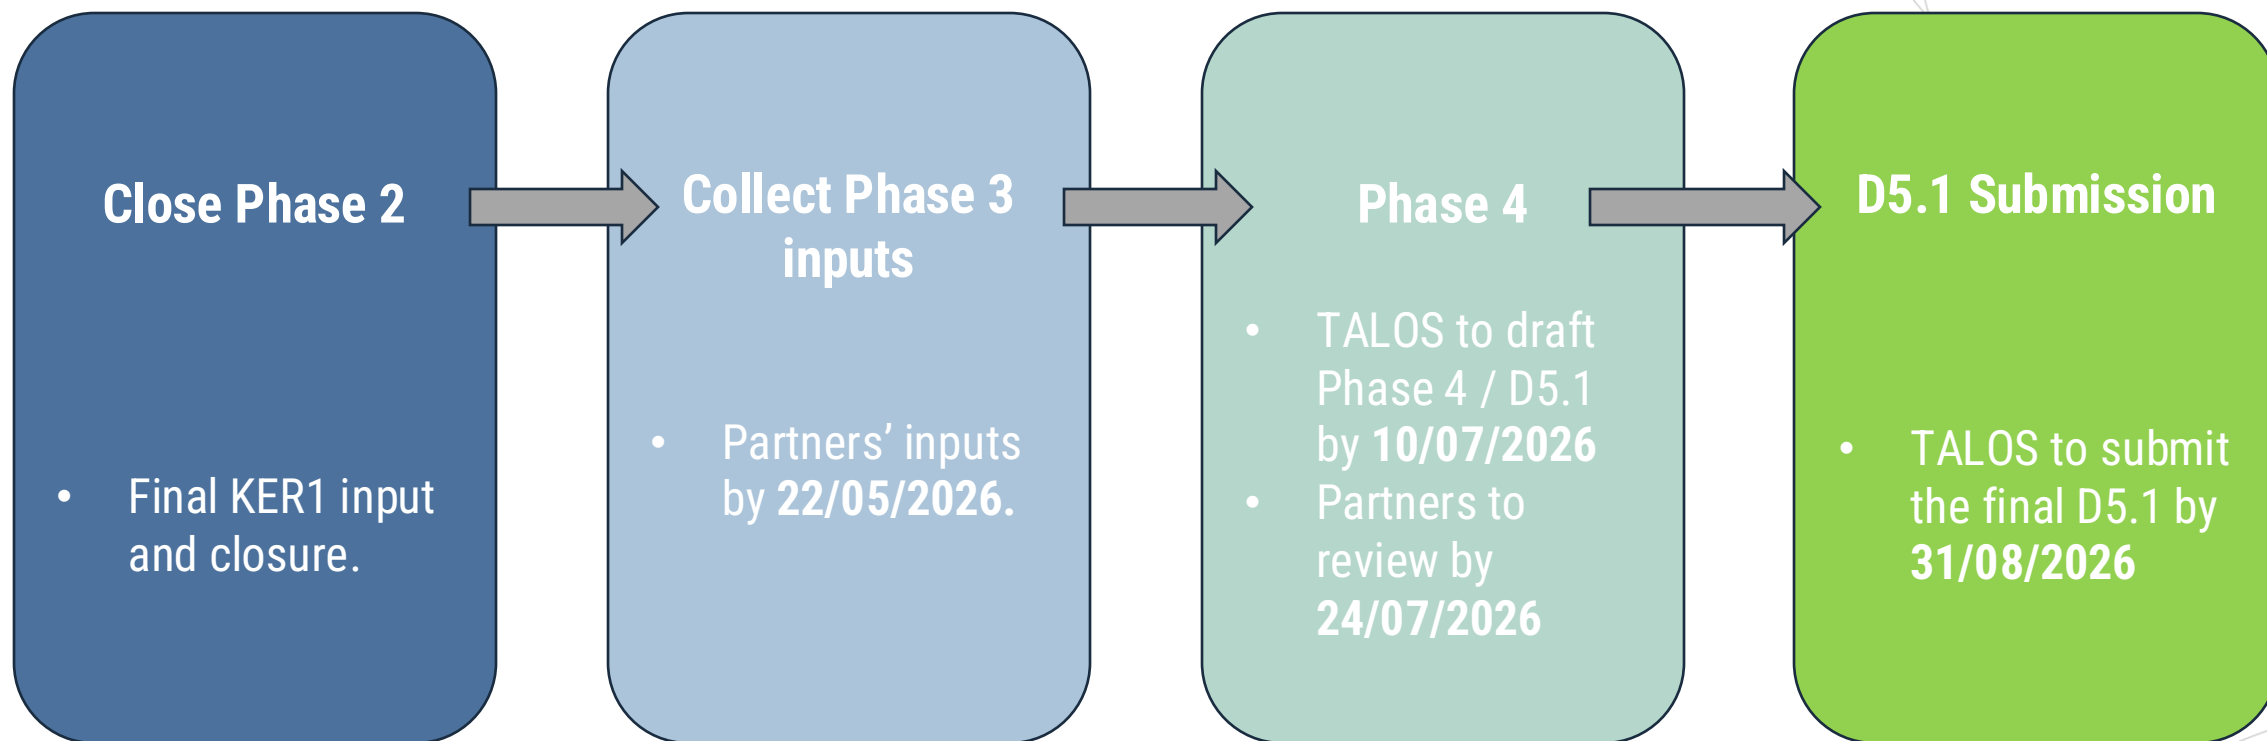 Close Phase 2
• Final KER1 input
and closure.
Collect Phase 3
inputs
• Partners’ inputs
by 22/05/2026.
Phase 4
• TALOS to draft
Phase 4 / D5.1
by 10/07/2026
• Partners to
review by
24/07/2026
D5.1 Submission
• TALOS to submit
the final D5.1 by
31/08/2026